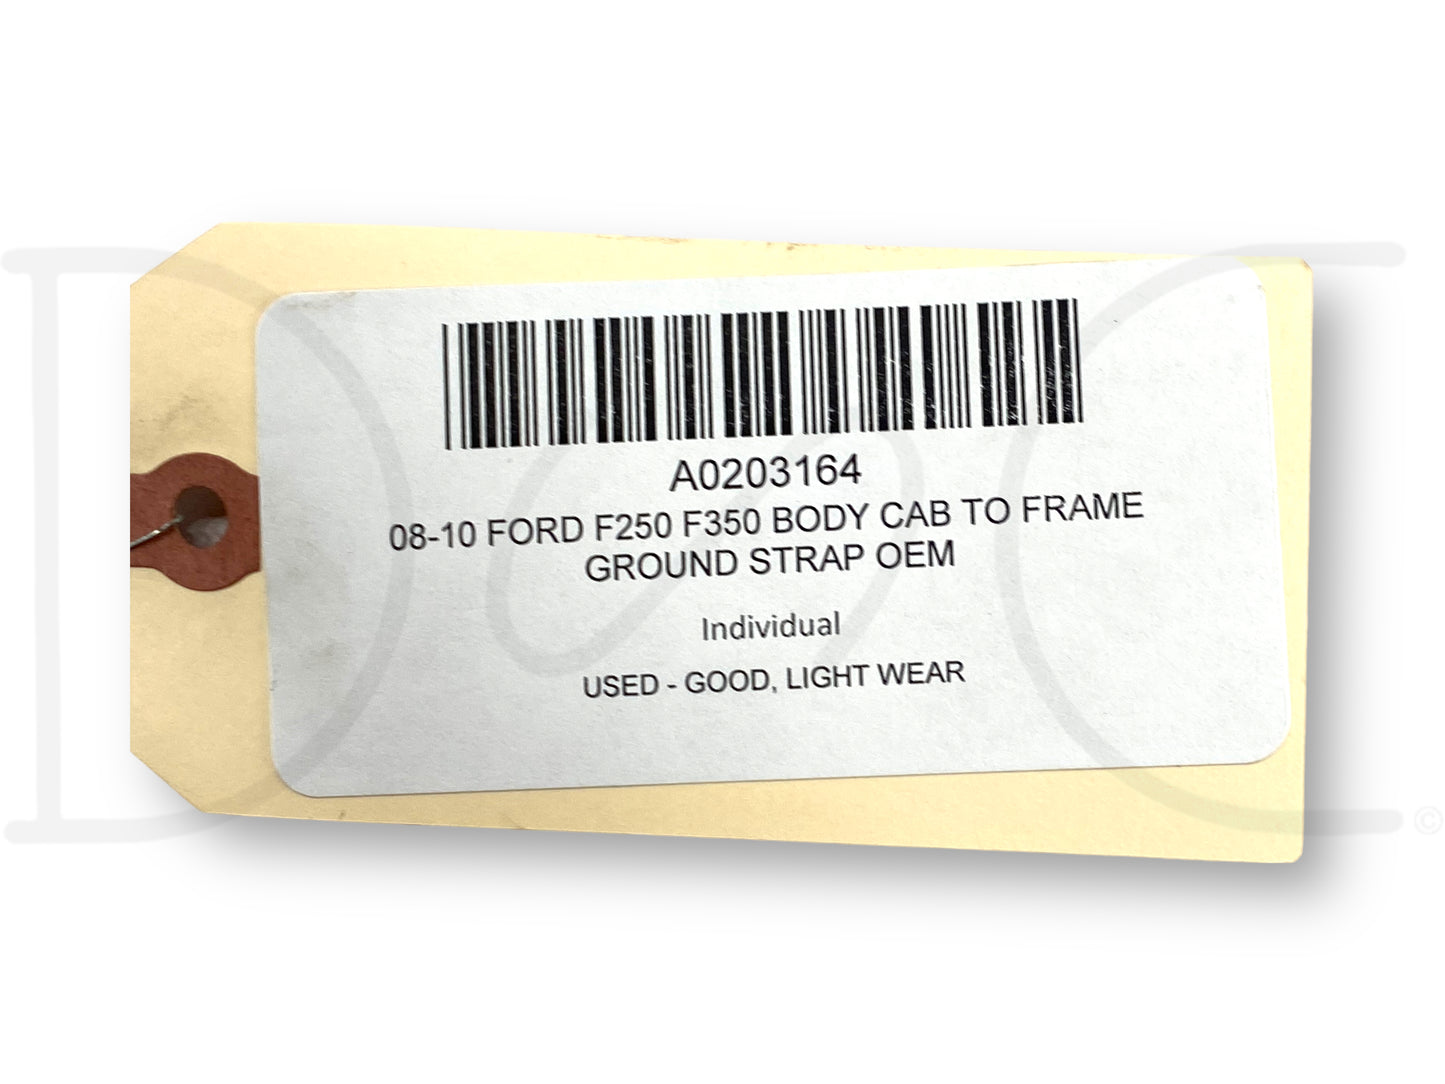 A0203164
08-10 FORD F250 F350 BODY CAB TO FRAME
GROUND STRAP OEM
Individual
USED - GOOD, LIGHT WEAR
D C ©